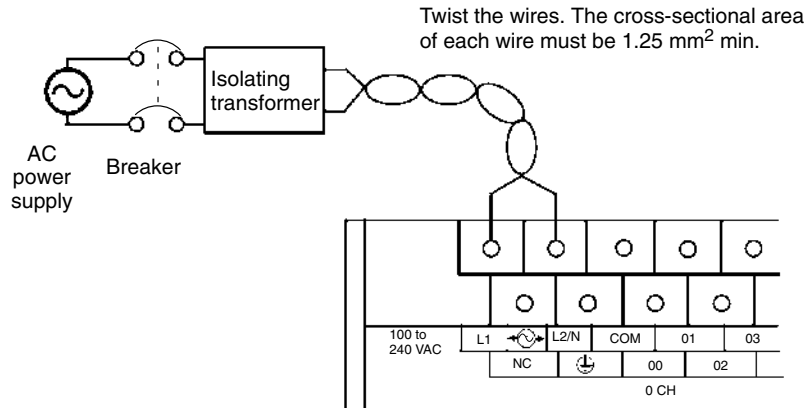 Twist the wires. The cross-sectional area
of each wire must be 1.25 mm² min.
Isolating
transformer
AC
power
supply
Breaker
100 to
240 VAC
L1
L2/N
COM
01
03
NC
00
02
0 CH